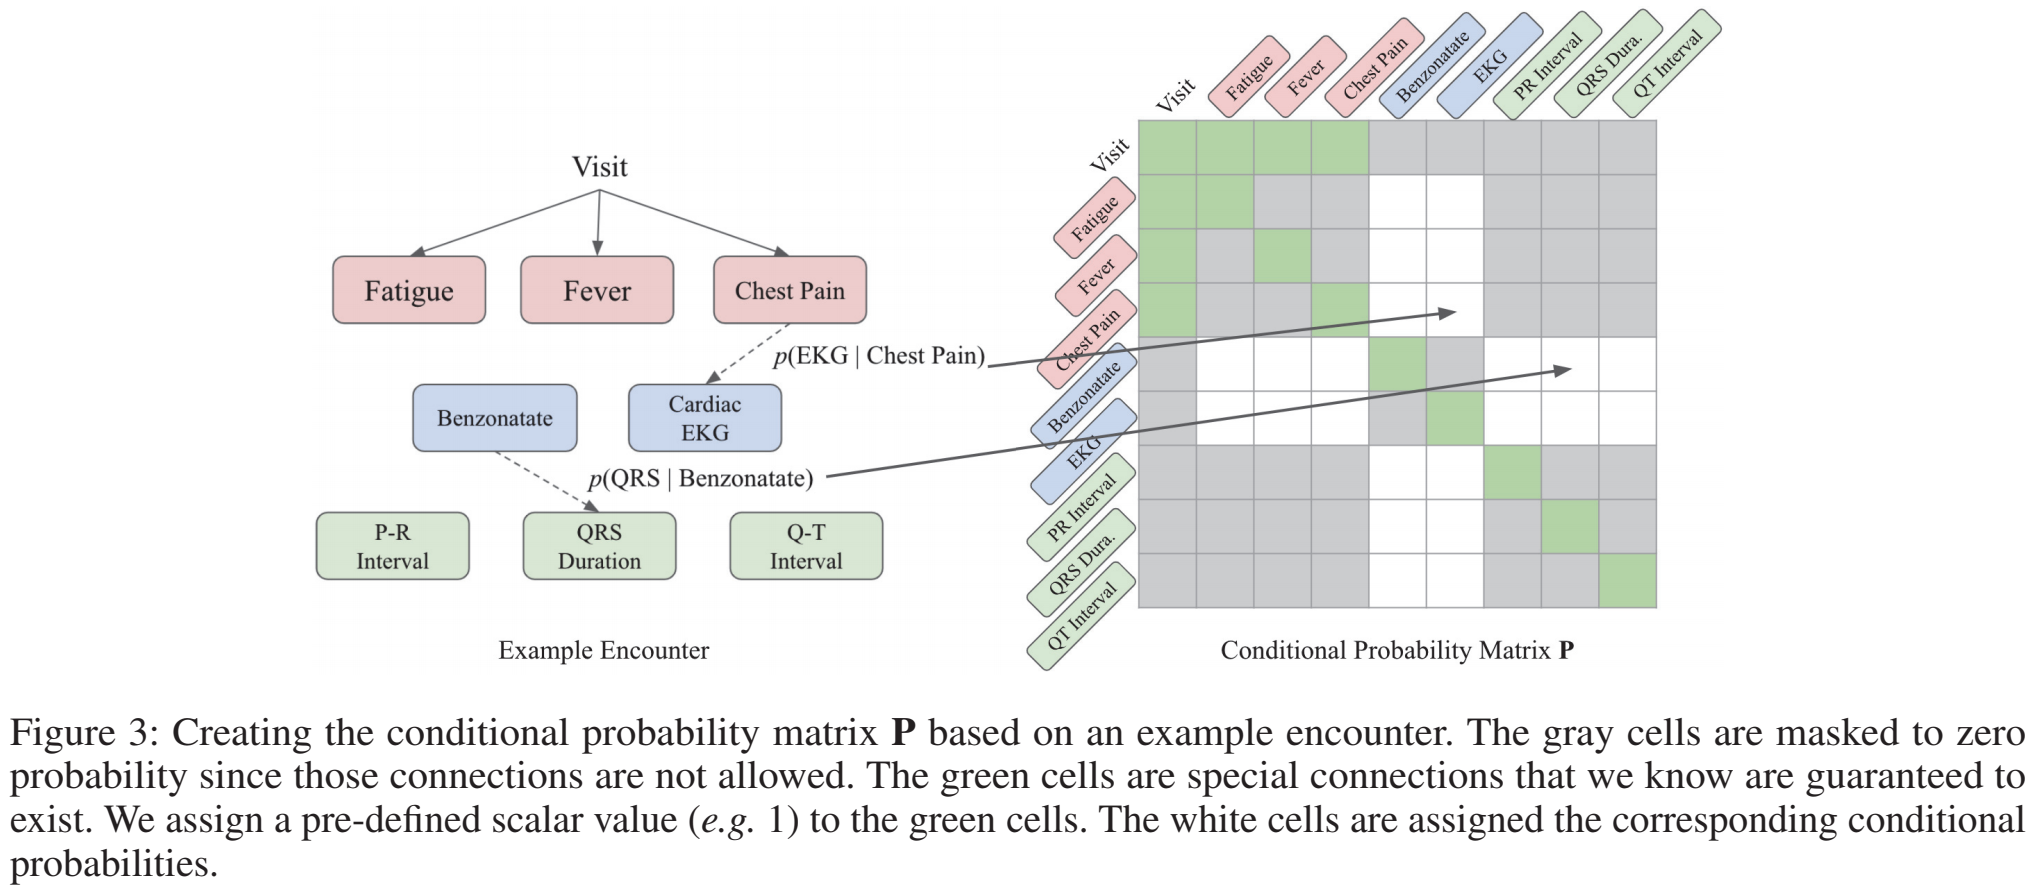 Visit
Fatigue
Fever
Chest Pain
p(EKG | Chest Pain)
Benzonatate
Cardiac
EKG
p(QRS | Benzonatate)
P-R
Interval
QRS
Duration
Q-T
Interval
Example Encounter
Visit
Fatigue
Fever
Chest Pain
Benzonatate
EKG
PR Interval
QRS Dura.
QT Interval
Visit
Fatigue
Fever
Chest Pain
Benzonatate
EKG
PR Interval
QRS Dura.
QT Interval
Conditional Probability Matrix P
Figure 3: Creating the conditional probability matrix P based on an example encounter. The gray cells are masked to zero
probability since those connections are not allowed. The green cells are special connections that we know are guaranteed to
exist. We assign a pre-defined scalar value (e.g. 1) to the green cells. The white cells are assigned the corresponding conditional
probabilities.